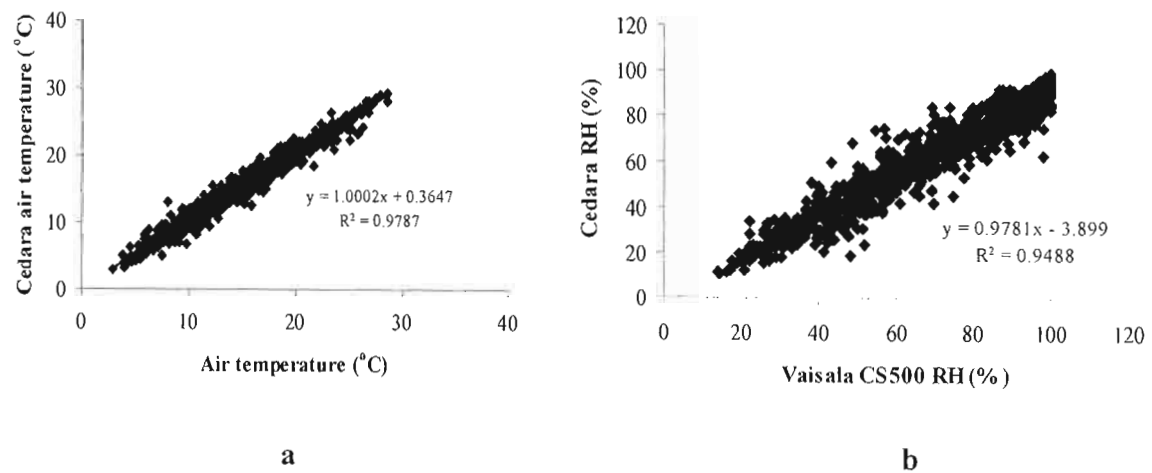 40
30
20
10
0
Cedara air temperature (°C)
y = 1.0002x + 0.3647
R² = 0.9787
0 10 20 30 40
Air temperature (°C)
a
120
100
80
60
40
20
0
Cedara RH (%)
y = 0.9781x - 3.899
R² = 0.9488
0 20 40 60 80 100 120
Vaisala CS500 RH (%)
b